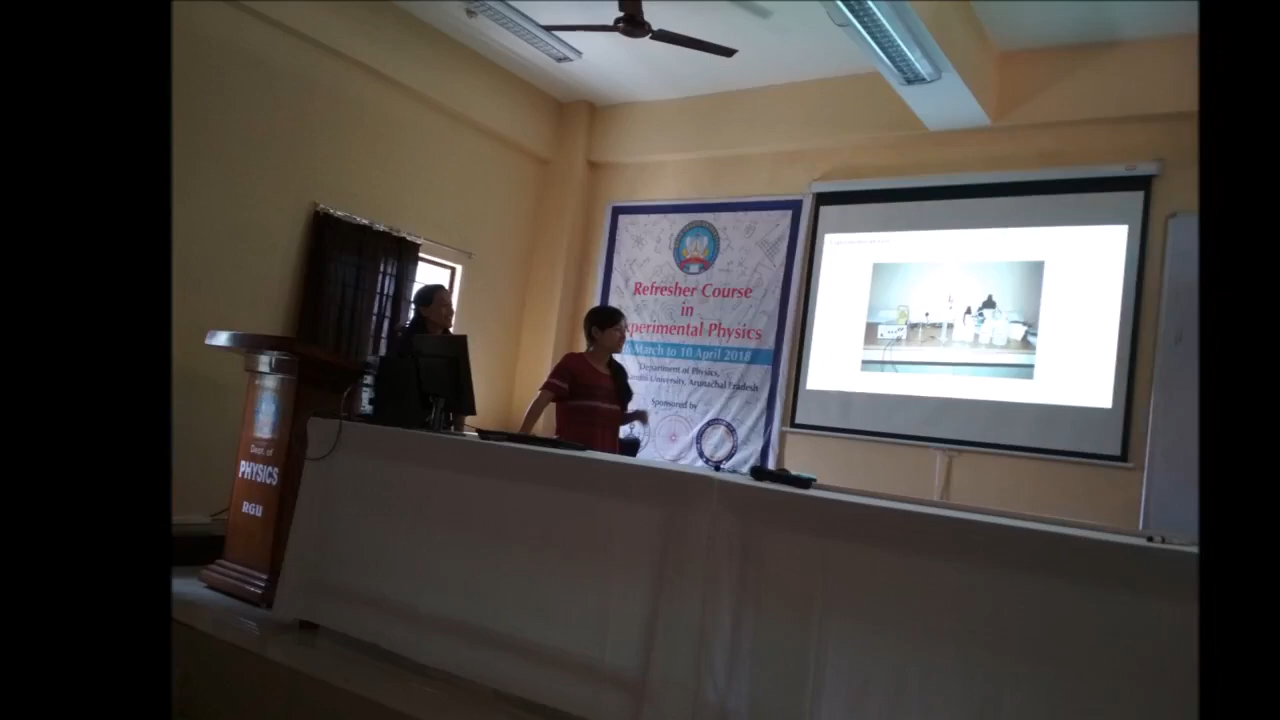 Refresher Course
in
xperimental Physics
March to 10 April 2018
Department of Physics,
University, Arunachal Pradesh
Sponsored by
Dept. of
PHYSICS
RGU